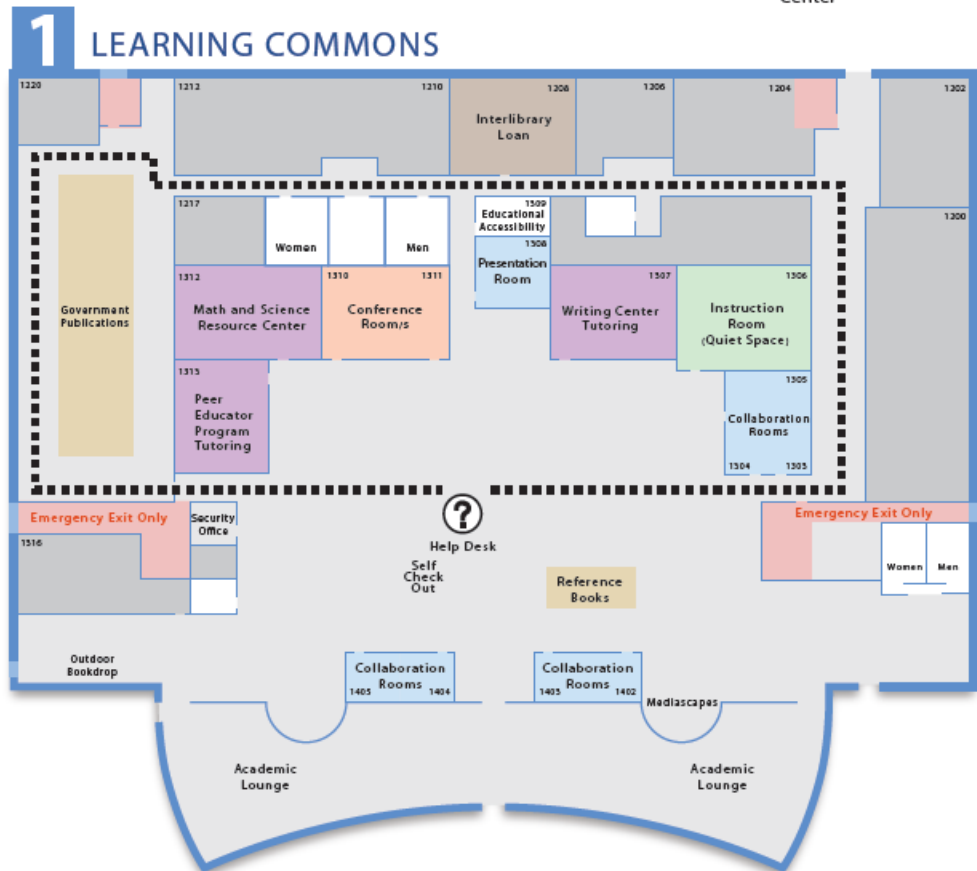 Center
1 LEARNING COMMONS
1220
1212
1210
1208
1206
1204
1202
Interlibrary
Loan
1217
Women
Men
1509
Educational
Accessibility
1308
Presentation
Room
1200
1312
Math and Science
Resource Center
1310
1311
Conference
Room/s
1307
Writing Center
Tutoring
1306
Instruction
Room
(Quiet Space)
Government
Publications
1313
Peer
Educator
Program
Tutoring
1305
Collaboration
Rooms
1304
1303
Emergency Exit Only
Security
Office
?
Help Desk
Emergency Exit Only
1316
Self
Check
Out
Reference
Books
Women
Men
Outdoor
Bookdrop
Collaboration
Rooms
1405
1404
Collaboration
Rooms
1403
1402
Mediascapes
Academic
Lounge
Academic
Lounge